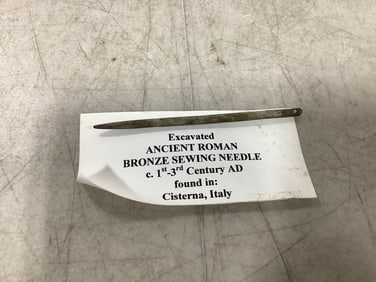 Excavated
ANCIENT ROMAN
BRONZE SEWING NEEDLE
c. 1st-3rd Century AD
found in:
Cisterna, Italy